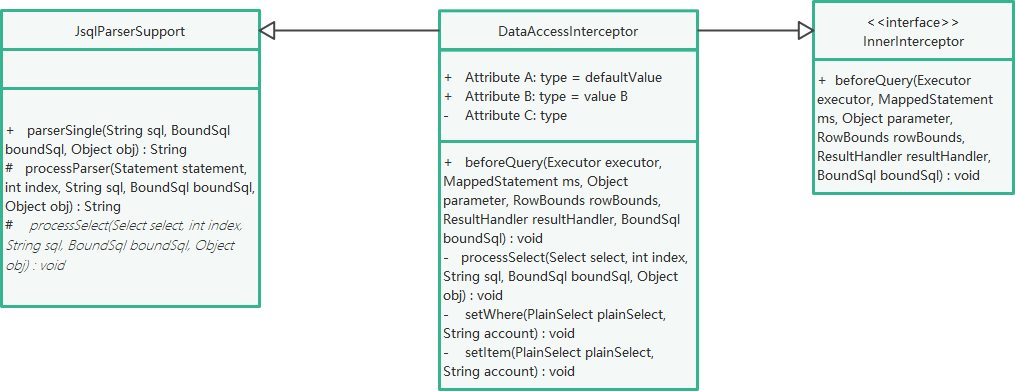 JsqlParserSupport
+ parserSingle(String sql, BoundSql
boundSql, Object obj) : String
# processParser(Statement statement,
int index, String sql, BoundSql boundSql,
Object obj) : String
# processSelect(Select select, int index,
String sql, BoundSql boundSql, Object
obj) : void
DataAccessInterceptor
+ Attribute A: type = defaultValue
+ Attribute B: type = value B
- Attribute C: type
+ beforeQuery(Executor executor,
MappedStatement ms, Object
parameter, RowBounds rowBounds,
ResultHandler resultHandler, BoundSql
boundSql) : void
- processSelect(Select select, int index,
String sql, BoundSql boundSql, Object
obj) : void
- setWhere(PlainSelect plainSelect,
String account) : void
- setItem(PlainSelect plainSelect,
String account) : void
<<interface>>
InnerInterceptor
+ beforeQuery(Executor
executor, MappedStatement
ms, Object parameter,
RowBounds rowBounds,
ResultHandler resultHandler,
BoundSql boundSql) : void